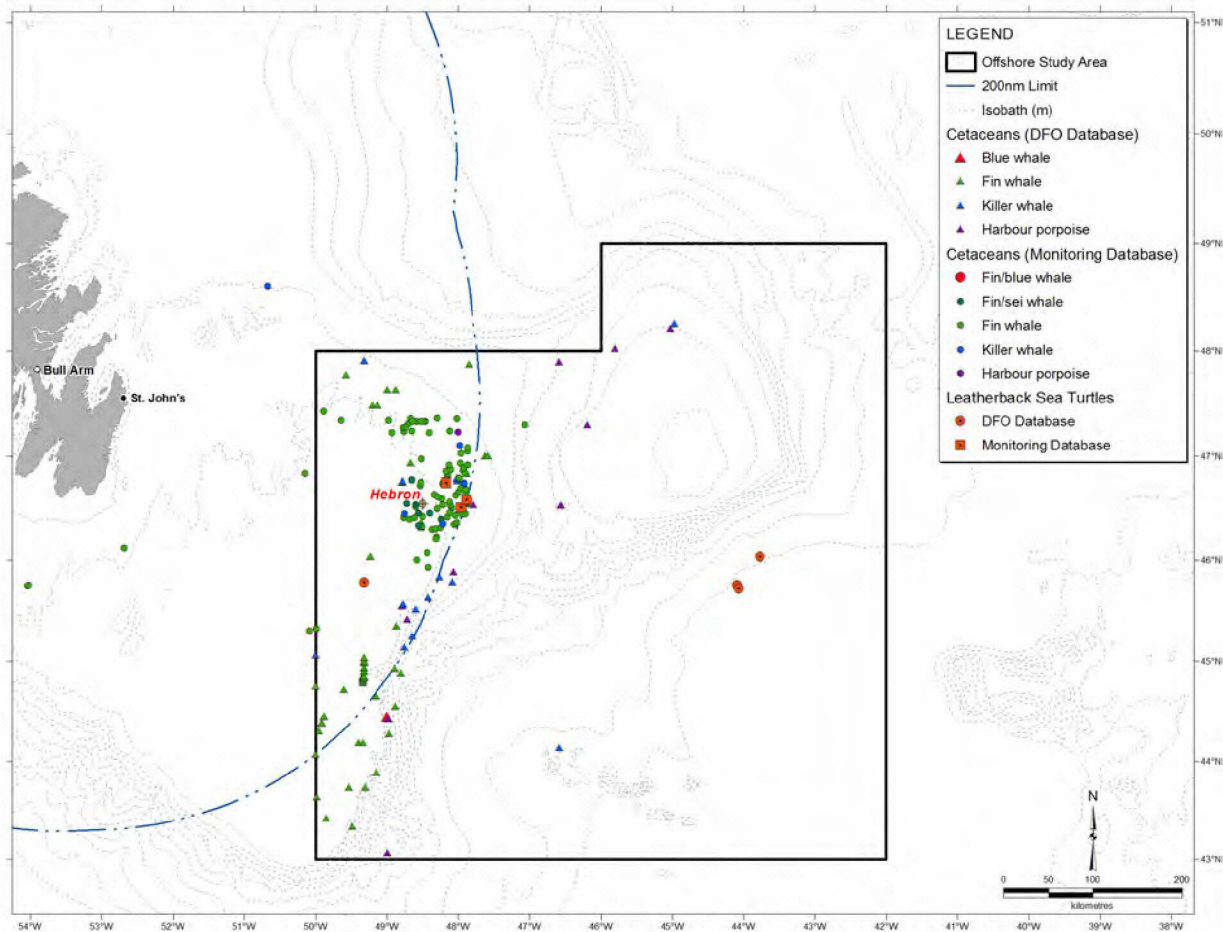 LEGEND
Offshore Study Area
200nm Limit
Isobath (m)
Cetaceans (DFO Database)
Blue whale
Fin whale
Killer whale
Harbour porpoise
Cetaceans (Monitoring Database)
Fin/blue whale
Fin/sei whale
Fin whale
Killer whale
Harbour porpoise
Leatherback Sea Turtles
DFO Database
Monitoring Database
51°N
50°N
49°N
48°N
47°N
46°N
45°N
44°N
43°N
Bull Arm
St. John's
Hebron
N
0 50 100 200
kilometres
54°W 53°W 52°W 51°W 50°W 49°W 48°W 47°W 46°W 45°W 44°W 43°W 42°W 41°W 40°W 39°W 38°W